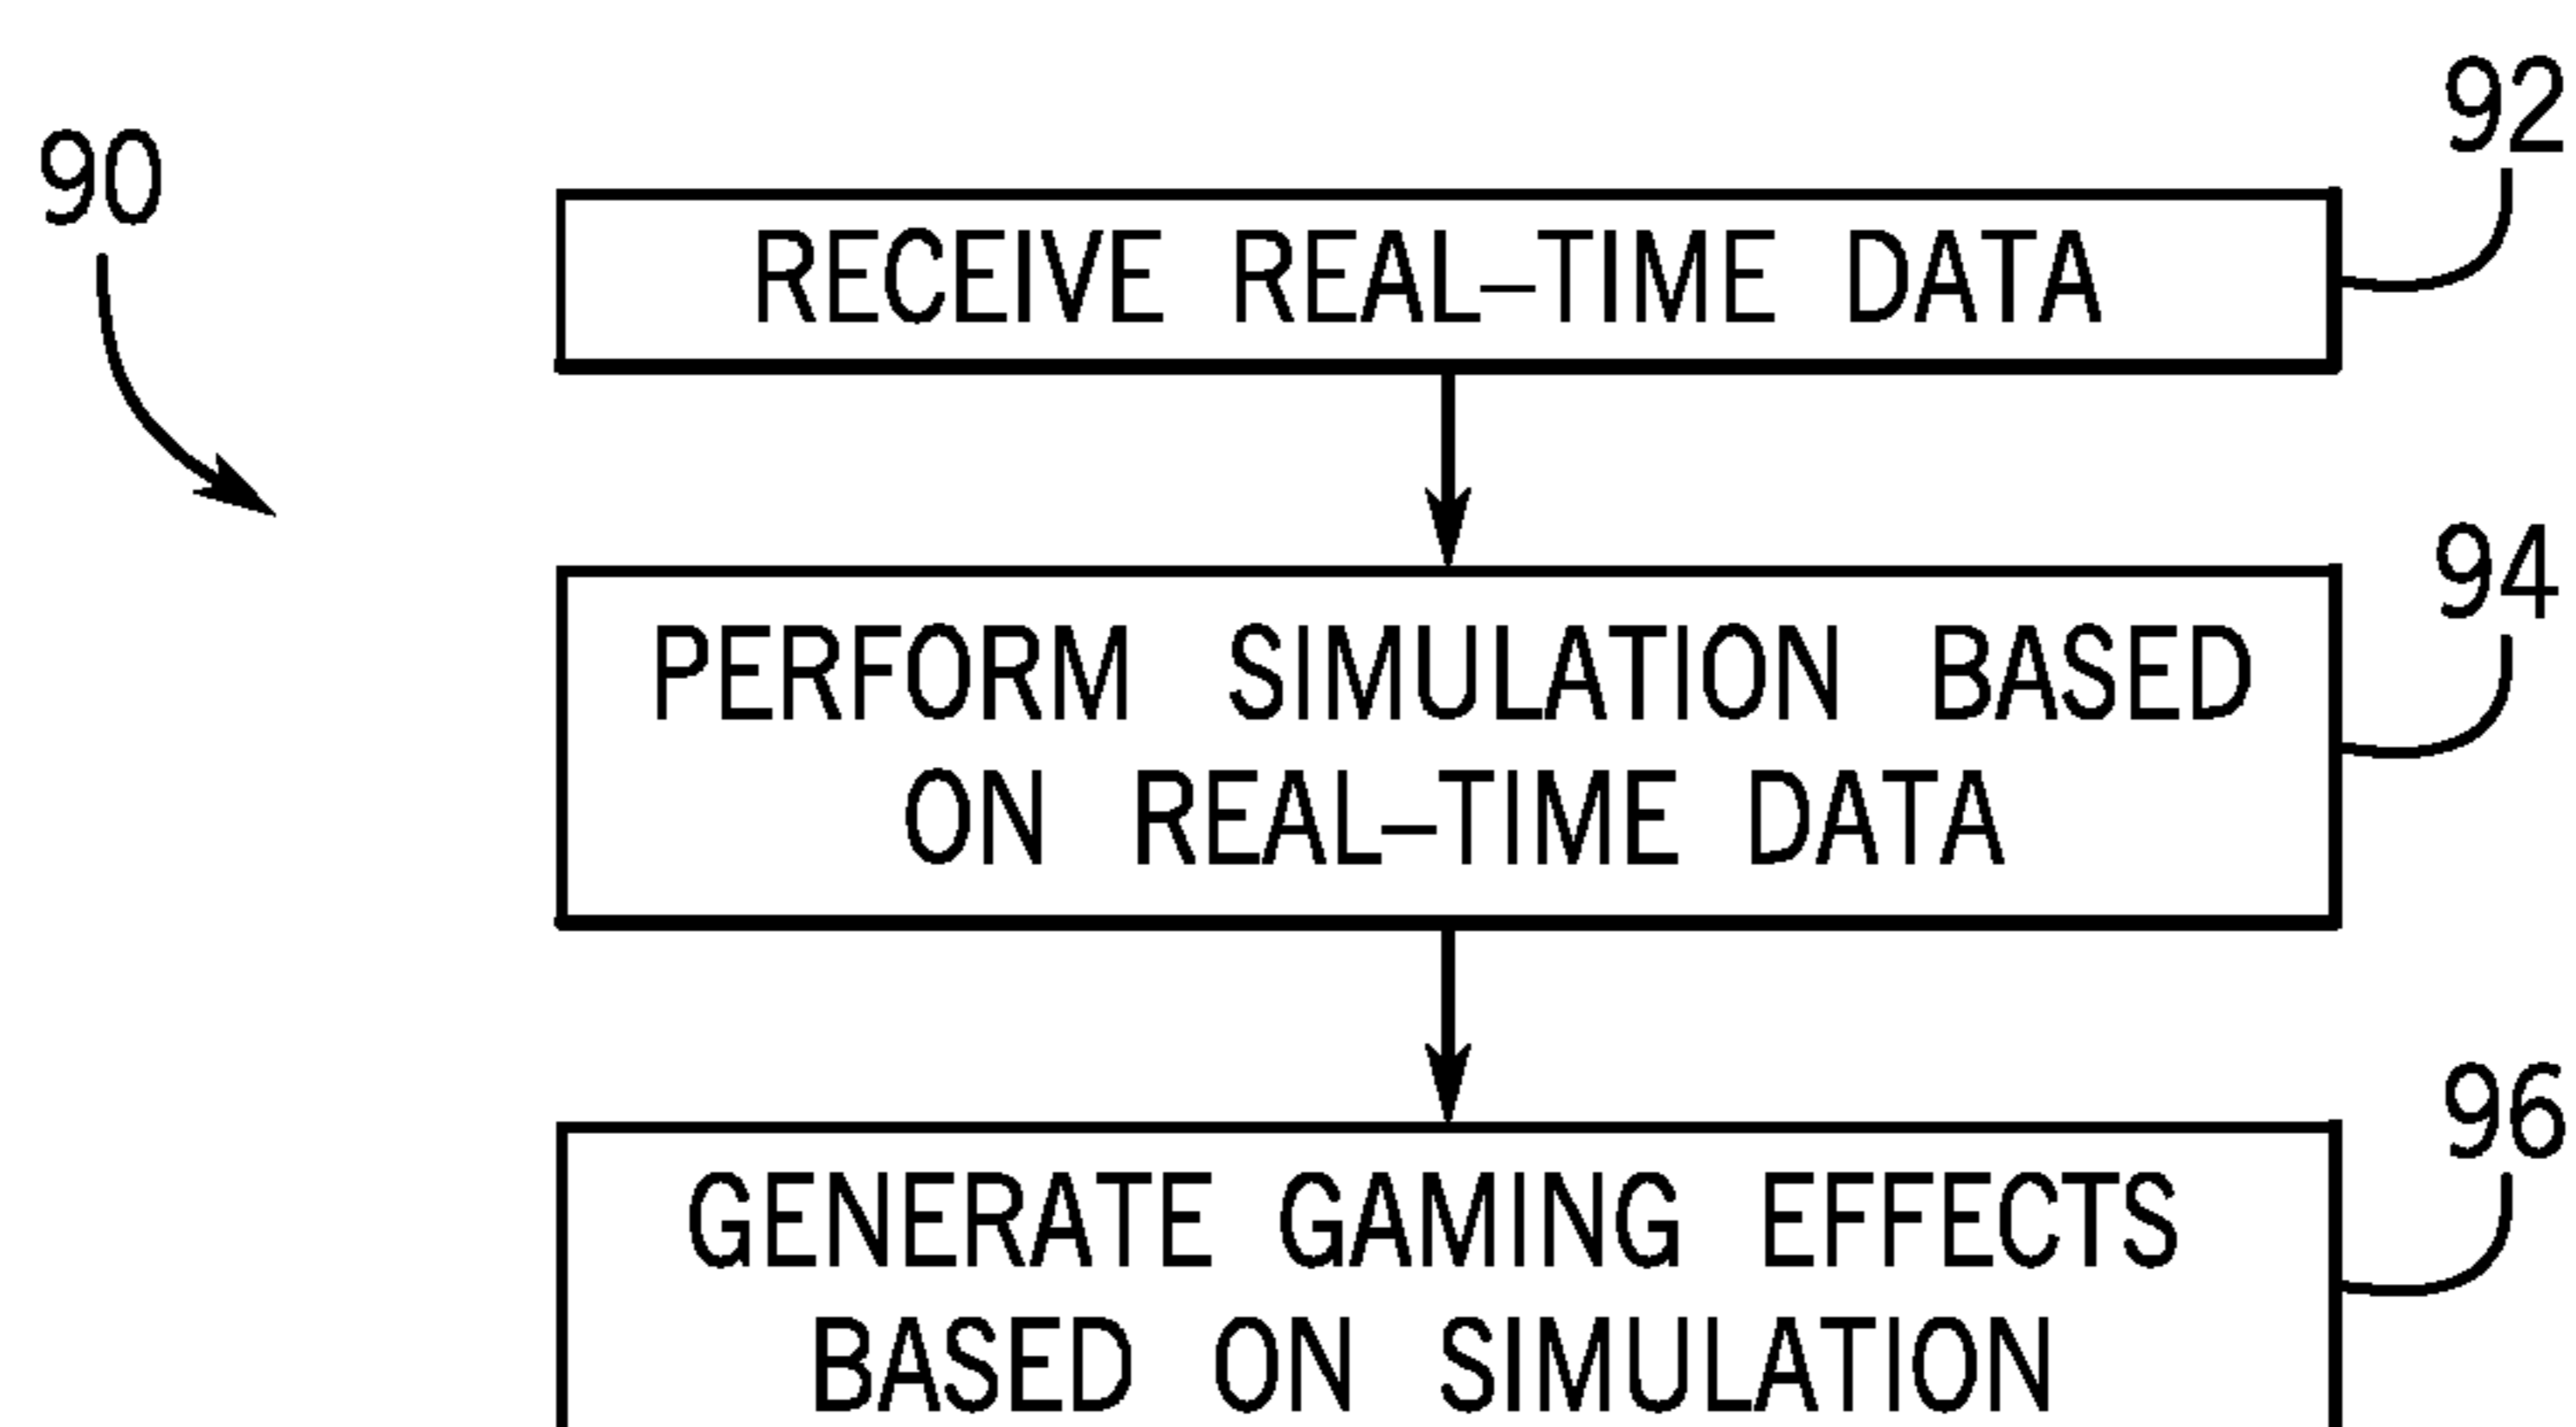 90
92
RECEIVE REAL–TIME DATA
94
PERFORM SIMULATION BASED
ON REAL–TIME DATA
96
GENERATE GAMING EFFECTS
BASED ON SIMULATION